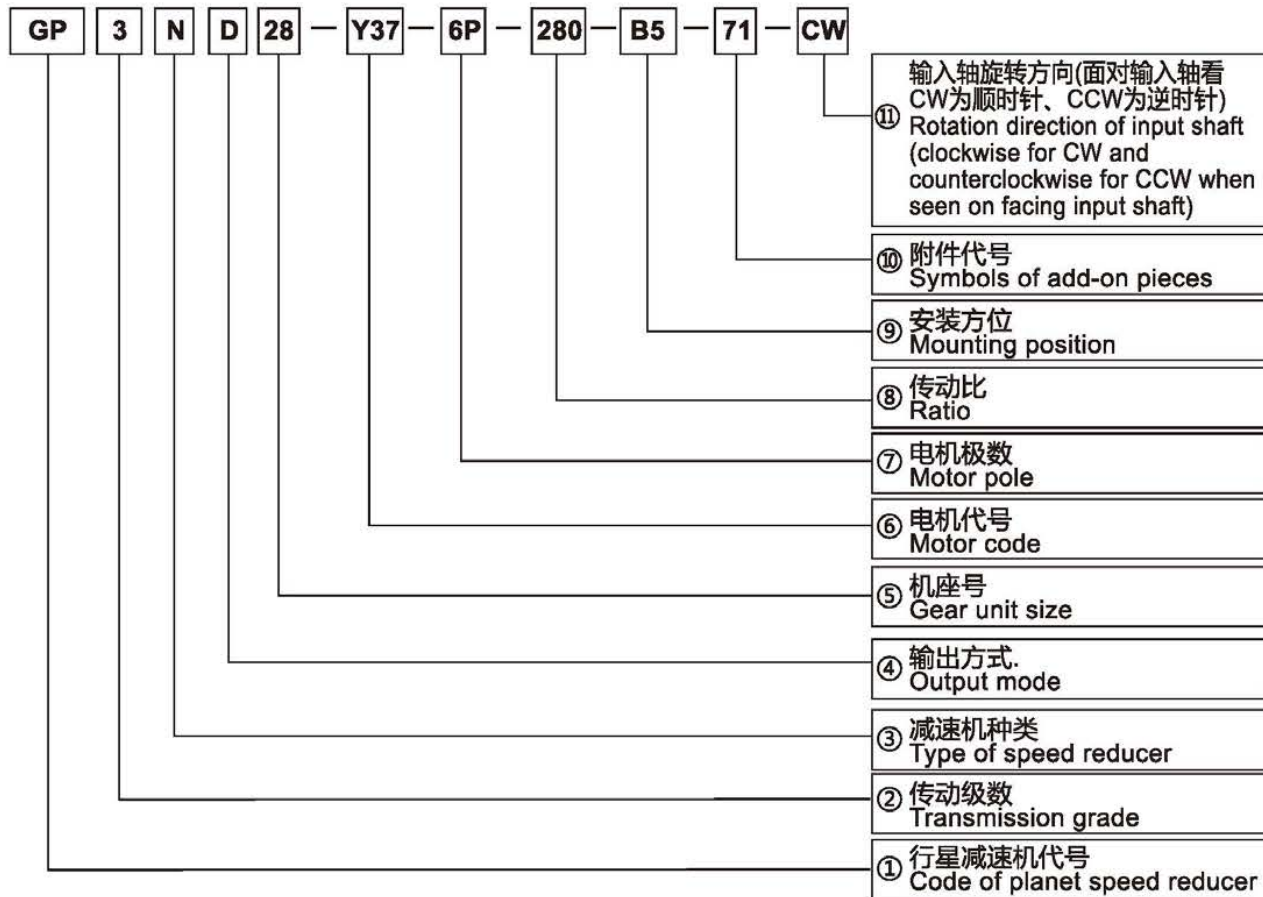 GP 3 N D 28 — Y37 — 6P — 280 — B5 — 71 — CW
⑪ 输入轴旋转方向(面对输入轴看
CW为顺时针、CCW为逆时针)
Rotation direction of input shaft
(clockwise for CW and
counterclockwise for CCW when
seen on facing input shaft)
⑩ 附件代号
Symbols of add-on pieces
⑨ 安装方位
Mounting position
⑧ 传动比
Ratio
⑦ 电机极数
Motor pole
⑥ 电机代号
Motor code
⑤ 机座号
Gear unit size
④ 输出方式.
Output mode
③ 减速机种类
Type of speed reducer
② 传动级数
Transmission grade
① 行星减速机代号
Code of planet speed reducer